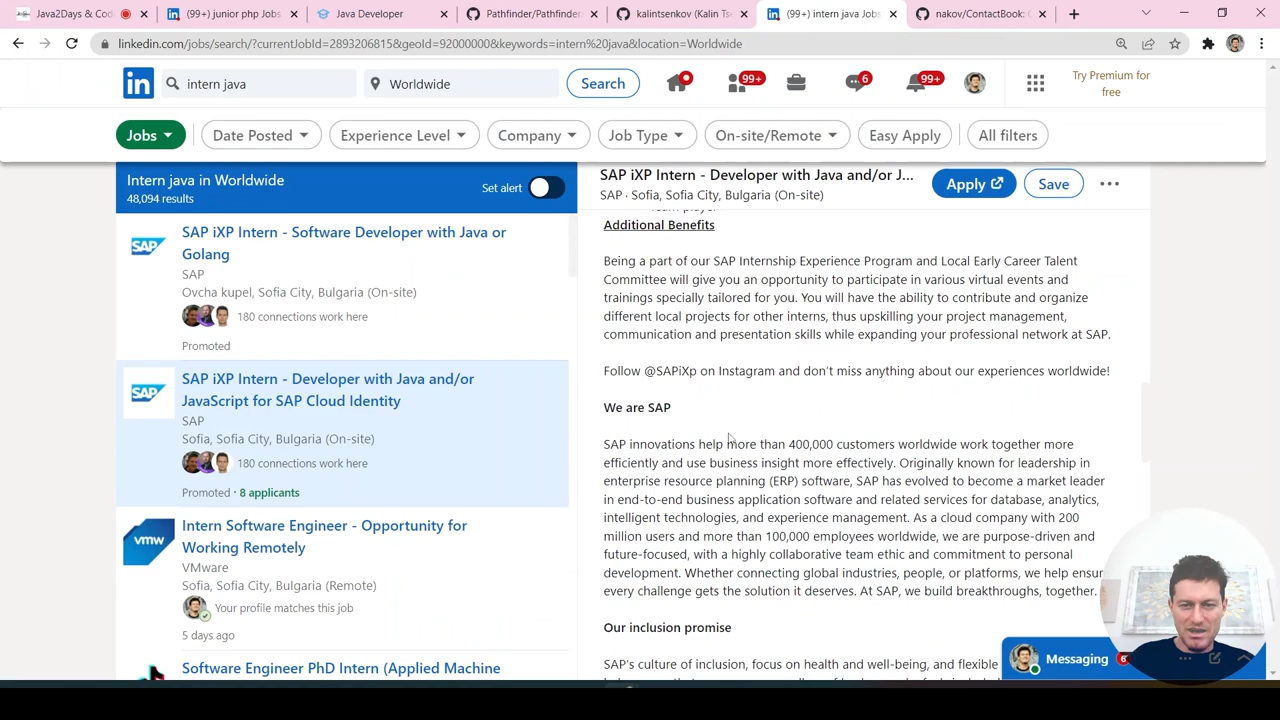 Java2Days & Cod
(99+) junior php Jobs
Java Developer
Pathfinder/Pathfinder
kalintsenkov (Kalin Tse
(99+) intern java Jobs
nakov/ContactBook: C
linkedin.com/jobs/search/?currentJobId=2893206815&geoId=92000000&keywords=intern%20java&location=Worldwide
in
intern java
Worldwide
Search
99+
6
99+
Try Premium for
free
Jobs
Date Posted
Experience Level
Company
Job Type
On-site/Remote
Easy Apply
All filters
Intern java in Worldwide
48,094 results
Set alert
SAP
SAP iXP Intern - Software Developer with Java or
Golang
SAP
Ovcha kupel, Sofia City, Bulgaria (On-site)
180 connections work here
Promoted
SAP
SAP iXP Intern - Developer with Java and/or
JavaScript for SAP Cloud Identity
SAP
Sofia, Sofia City, Bulgaria (On-site)
180 connections work here
Promoted · 8 applicants
vmw
Intern Software Engineer - Opportunity for
Working Remotely
VMware
Sofia, Sofia City, Bulgaria (Remote)
Your profile matches this job
5 days ago
Software Engineer PhD Intern (Applied Machine
SAP iXP Intern - Developer with Java and/or J...
SAP · Sofia, Sofia City, Bulgaria (On-site)
Apply
Save
Team player
Additional Benefits
Being a part of our SAP Internship Experience Program and Local Early Career Talent
Committee will give you an opportunity to participate in various virtual events and
trainings specially tailored for you. You will have the ability to contribute and organize
different local projects for other interns, thus upskilling your project management,
communication and presentation skills while expanding your professional network at SAP.
Follow @SAPiXp on Instagram and don't miss anything about our experiences worldwide!
We are SAP
SAP innovations help more than 400,000 customers worldwide work together more
efficiently and use business insight more effectively. Originally known for leadership in
enterprise resource planning (ERP) software, SAP has evolved to become a market leader
in end-to-end business application software and related services for database, analytics,
intelligent technologies, and experience management. As a cloud company with 200
million users and more than 100,000 employees worldwide, we are purpose-driven and
future-focused, with a highly collaborative team ethic and commitment to personal
development. Whether connecting global industries, people, or platforms, we help ensur
every challenge gets the solution it deserves. At SAP, we build breakthroughs, together.
Our inclusion promise
SAP's culture of inclusion, focus on health and well-being, and flexible
Messaging
6